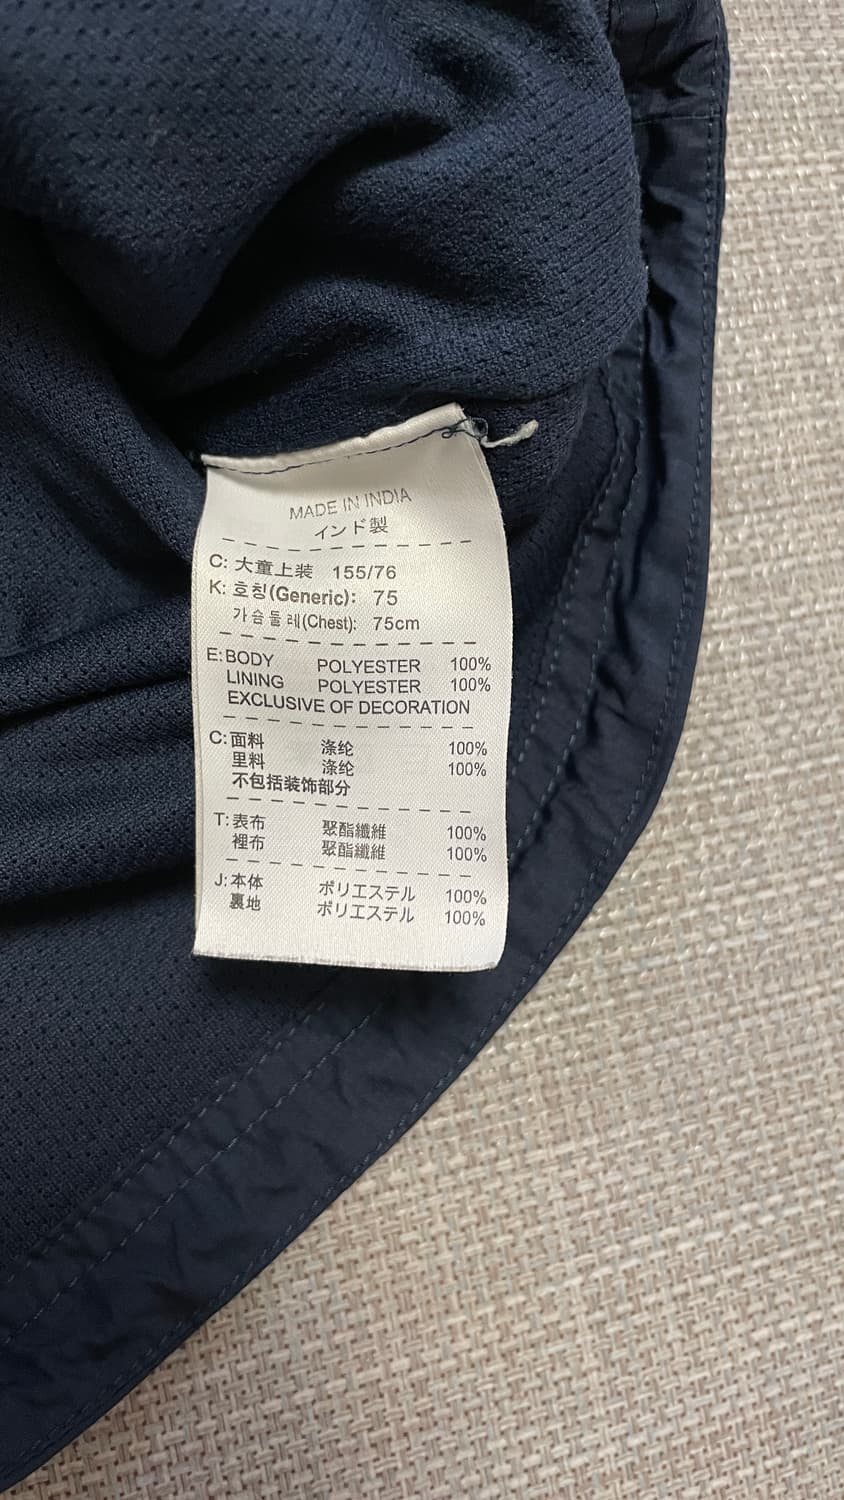 MADE IN INDIA
インド製
C: 大童上装 155/76
K: 호칭(Generic): 75
가슴둘레(Chest): 75cm
E: BODY POLYESTER 100%
LINING POLYESTER 100%
EXCLUSIVE OF DECORATION
C: 面料 涤纶 100%
里料 涤纶 100%
不包括装饰部分
T: 表布 聚酯纖維 100%
裡布 聚酯纖維 100%
J: 本体 ポリエステル 100%
裏地 ポリエステル 100%